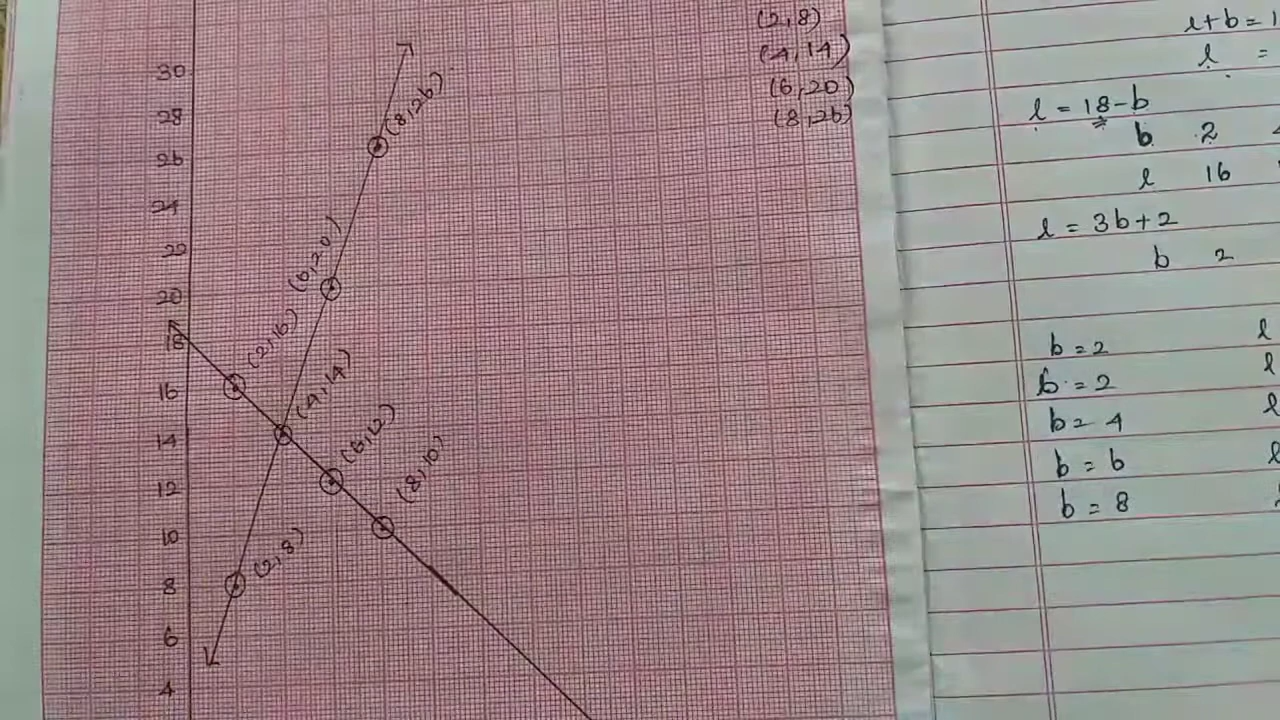 (2,8)
(4,14)
(6,20)
(8,26)
30
28
26
24
22
20
18
16
14
12
10
8
6
4
(8,26)
(6,20)
(2,16)
(4,14)
(6,12)
(8,10)
(2,8)
l+b=1
l =
l = 18-b
b 2
l 16
l = 3b+2
b 2
b=2 l
b=2 l
b=4 l
b=6 l
b=8